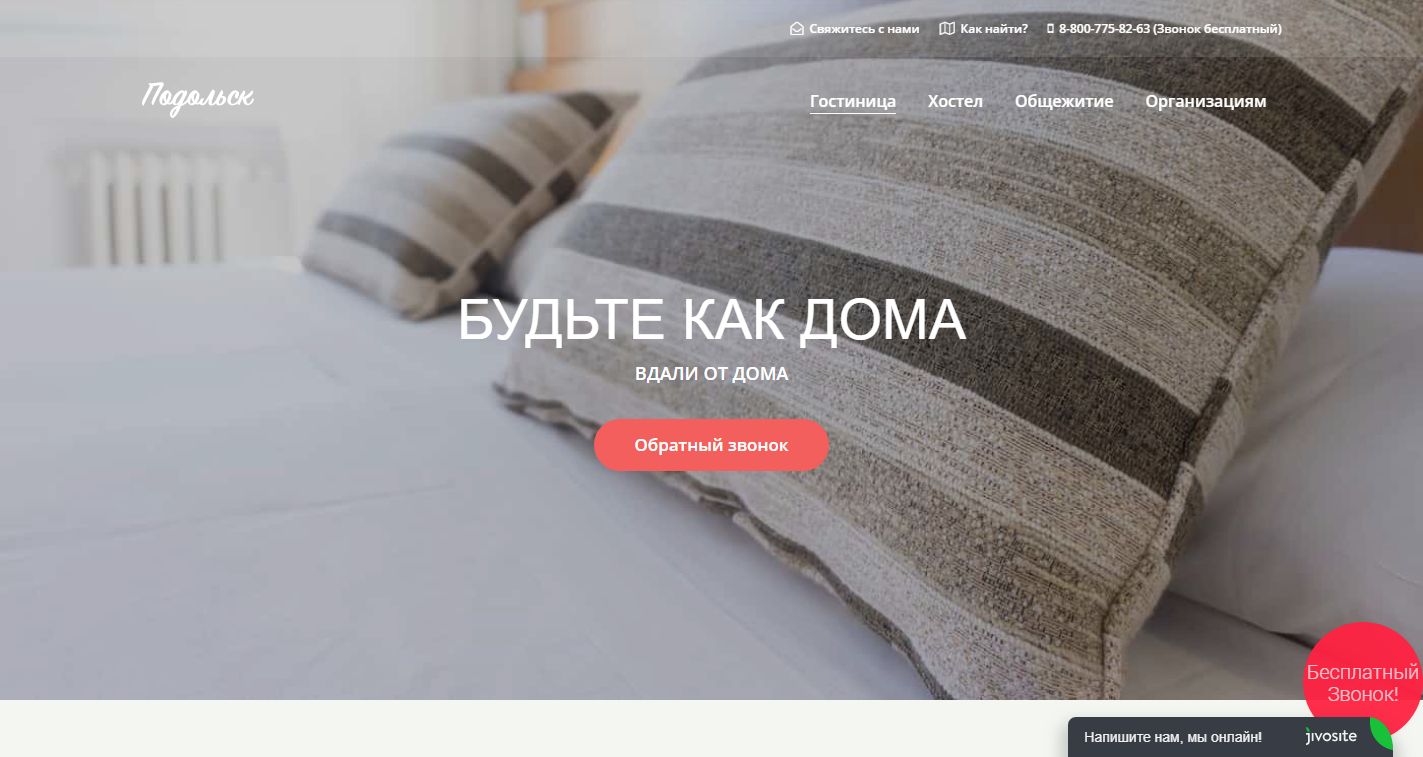 Свяжитесь с нами
Как найти?
8-800-775-82-63 (Звонок бесплатный)
Подольск
Гостиница
Хостел
Общежитие
Организациям
БУДЬТЕ КАК ДОМА
ВДАЛИ ОТ ДОМА
Обратный звонок
Бесплатный
Звонок!
Напишите нам, мы онлайн!
jivosite